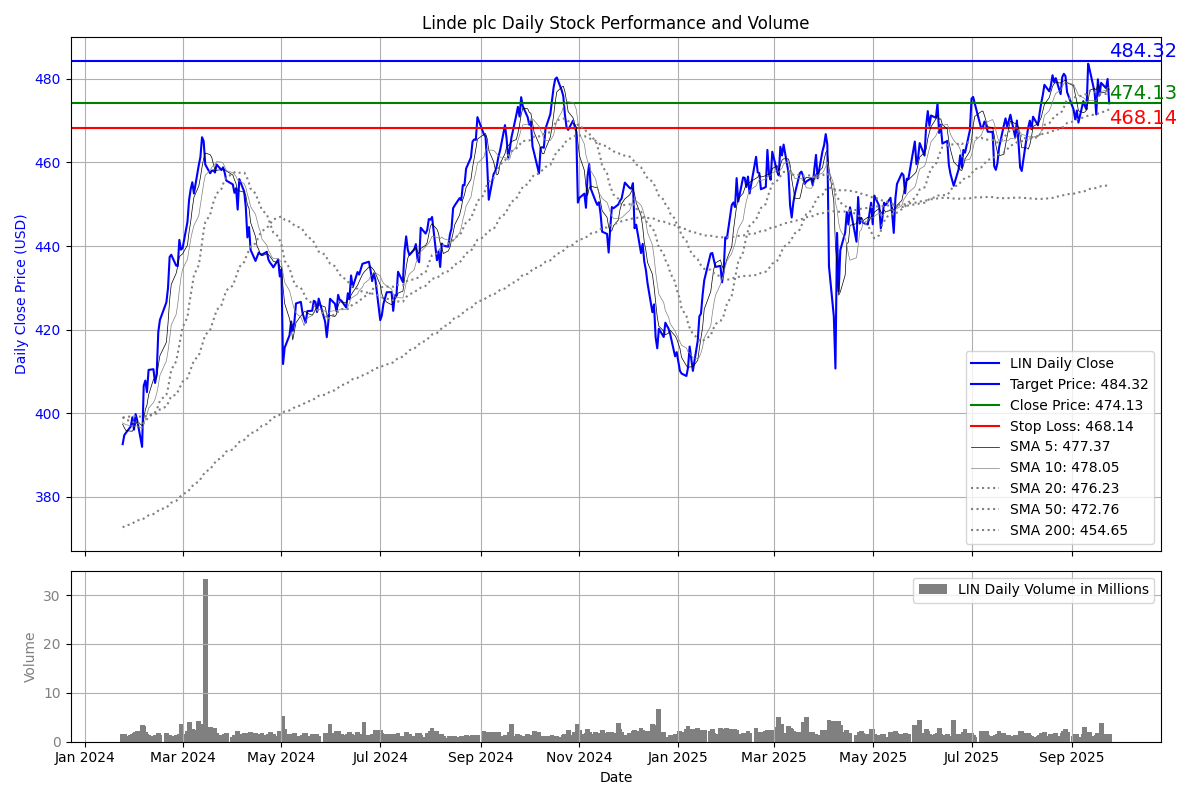 Linde plc Daily Stock Performance and Volume
484.32
474.13
468.14
480
460
440
420
400
380
Daily Close Price (USD)
LIN Daily Close
Target Price: 484.32
Close Price: 474.13
Stop Loss: 468.14
SMA 5: 477.37
SMA 10: 478.05
SMA 20: 476.23
SMA 50: 472.76
SMA 200: 454.65
30
20
10
0
Volume
LIN Daily Volume in Millions
Jan 2024 Mar 2024 May 2024 Jul 2024 Sep 2024 Nov 2024 Jan 2025 Mar 2025 May 2025 Jul 2025 Sep 2025
Date